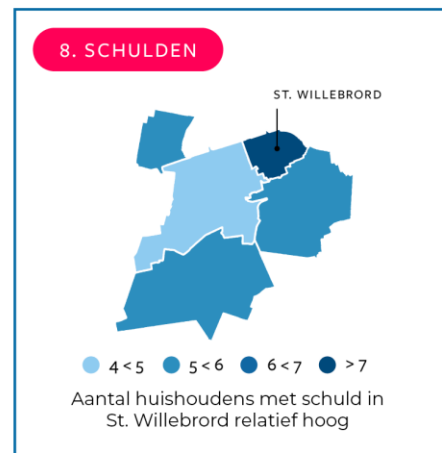 8. SCHULDEN
ST. WILLEBRORD
4 < 5 5 < 6 6 < 7 > 7
Aantal huishoudens met schuld in
St. Willebrord relatief hoog